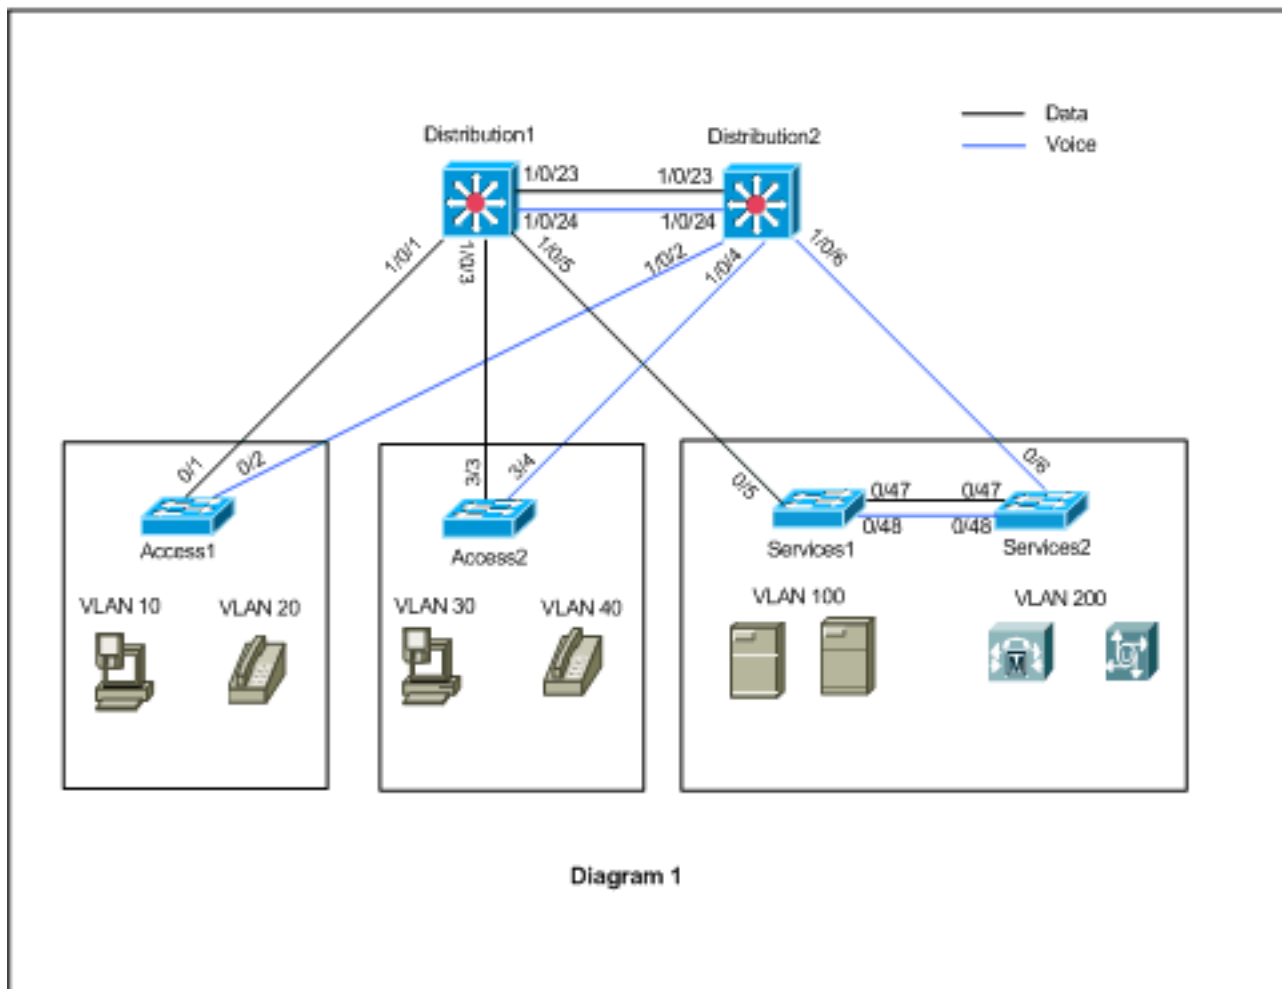 Data
Voice
Distribution1
Distribution2
1/0/23
1/0/23
1/0/24
1/0/24
1/0/1
1/0/3
1/0/5
1/0/2
1/0/4
1/0/6
0/1
0/2
3/3
3/4
0/5
0/6
0/47
0/47
0/48
0/48
Access1
Access2
Services1
Services2
VLAN 10
VLAN 20
VLAN 30
VLAN 40
VLAN 100
VLAN 200
M
Diagram 1